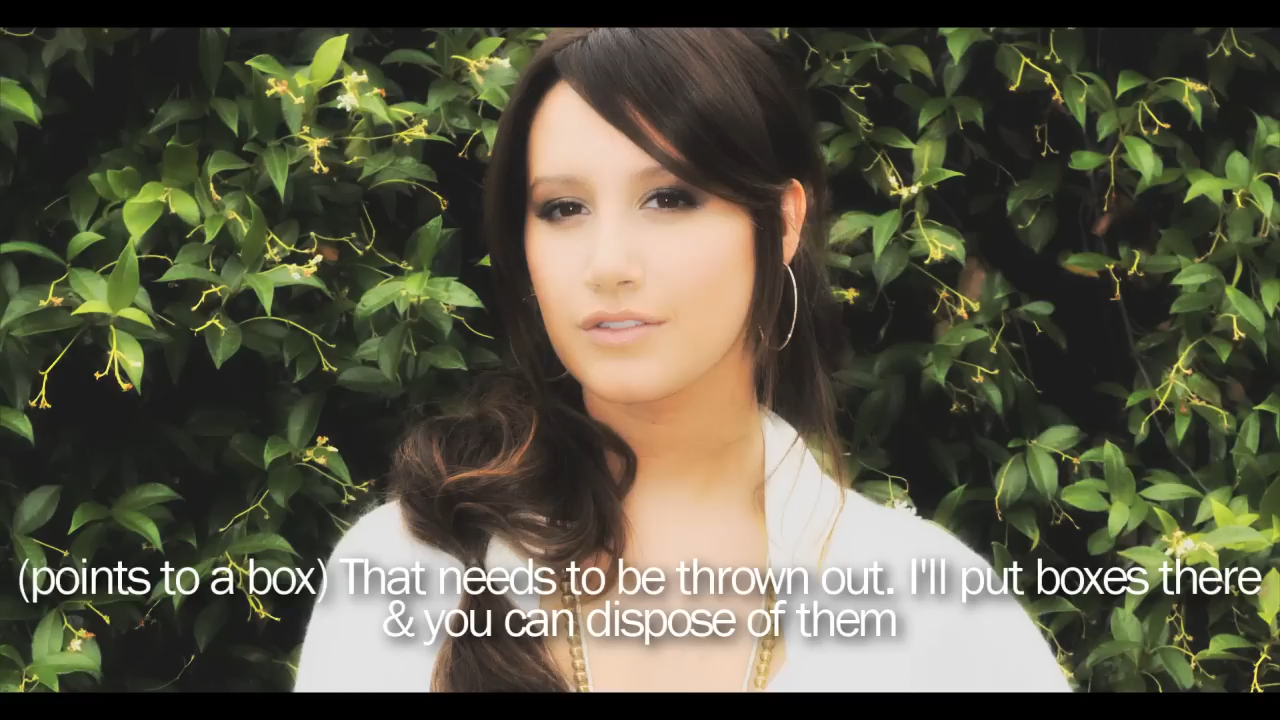 (points to a box) That needs to be thrown out. I'll put boxes there
& you can dispose of them